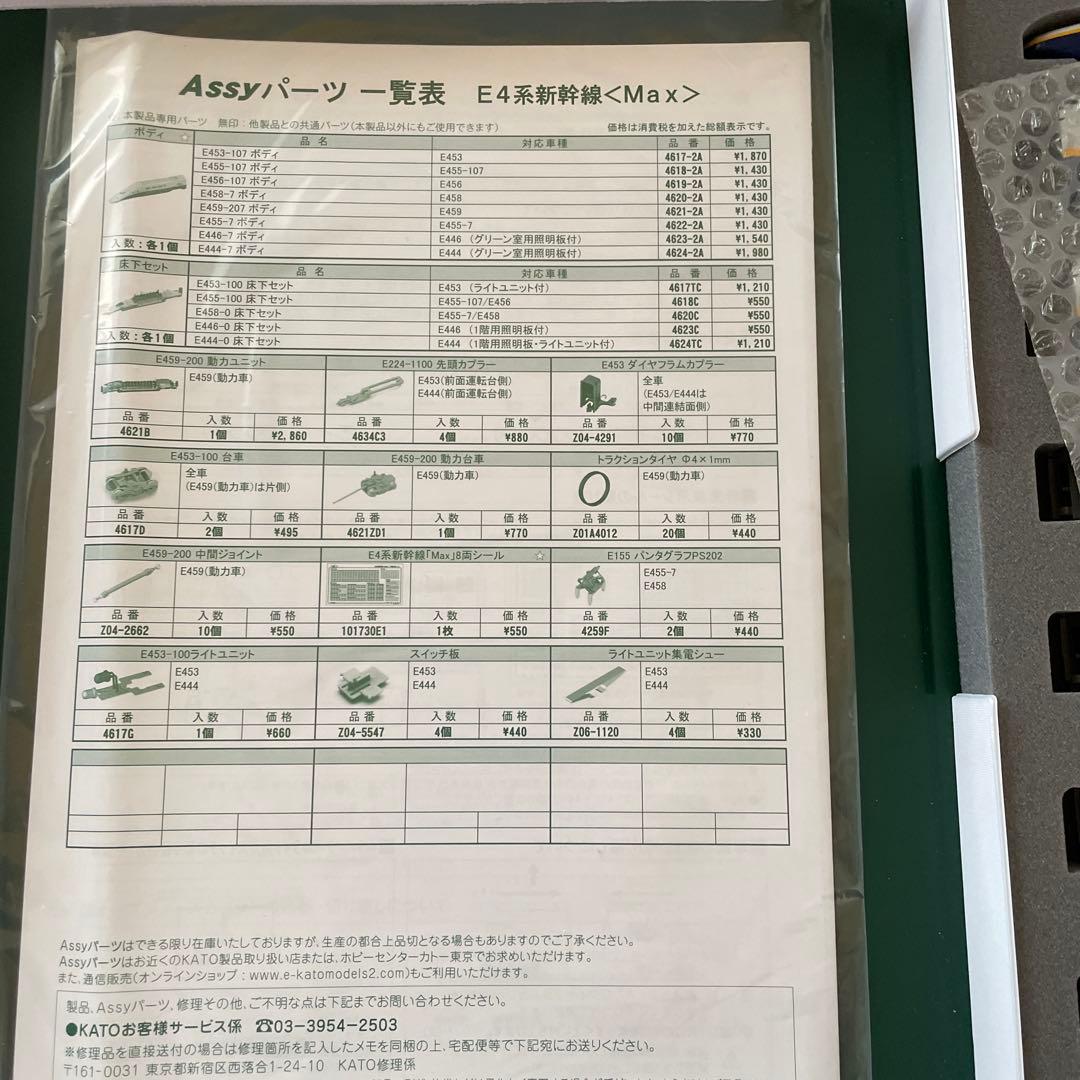 Assyパーツ 一覧表 E4系新幹線<Max>
本製品専用パーツ 無印:他製品との共通パーツ(本製品以外にもご使用できます) 価格は消費税を加えた総額表示です。
ボディ ☆ 品名 対応車種 品番 価格
E453-107 ボディ E453 4617-2A ¥1,870
E455-107 ボディ E455-107 4618-2A ¥1,430
E456-107 ボディ E456 4619-2A ¥1,430
E458-7 ボディ E458 4620-2A ¥1,430
E459-207 ボディ E459 4621-2A ¥1,430
E455-7 ボディ E455-7 4622-2A ¥1,430
E446-7 ボディ E446 (グリーン室用照明板付) 4623-2A ¥1,540
入数:各1個 E444-7 ボディ E444 (グリーン室用照明板付) 4624-2A ¥1,980
床下セット 品名 対応車種 品番 価格
E453-100 床下セット E453 (ライトユニット付) 4617TC ¥1,210
E455-100 床下セット E455-107/E456 4618C ¥550
E458-0 床下セット E455-7/E458 4620C ¥550
E446-0 床下セット E446 (1階用照明板付) 4623C ¥550
入数:各1個 E444-0 床下セット E444 (1階用照明板・ライトユニット付) 4624TC ¥1,210
E459-200 動力ユニット E224-1100 先頭カプラー E453 ダイヤフラムカプラー
E459(動力車) E453(前面運転台側) 全車
E444(前面運転台側) (E453/E444は
中間連結面側)
品番 入数 価格 品番 入数 価格 品番 入数 価格
4621B 1個 ¥2,860 4634C3 4個 ¥880 Z04-4291 10個 ¥770
E453-100 台車 E459-200 動力台車 トラクションタイヤ Φ4×1mm
全車 E459(動力車) E459(動力車)
(E459(動力車)は片側)
品番 入数 価格 品番 入数 価格 品番 入数 価格
4617D 2個 ¥495 4621ZD1 1個 ¥770 Z01A4012 20個 ¥440
E459-200 中間ジョイント E4系新幹線「Max」8両シール ☆ E155 パンタグラフPS202
E459(動力車) E455-7
E458
品番 入数 価格 品番 入数 価格 品番 入数 価格
Z04-2662 10個 ¥550 101730E1 1枚 ¥550 4259F 2個 ¥440
E453-100ライトユニット スイッチ板 ライトユニット集電シュー
E453 E453 E453
E444 E444 E444
品番 入数 価格 品番 入数 価格 品番 入数 価格
4617G 1個 ¥660 Z04-5547 4個 ¥440 Z06-1120 4個 ¥330
Assyパーツはできる限り在庫いたしておりますが、生産の都合上品切となる場合もありますのでご了承ください。
Assyパーツはお近くのKATO製品取り扱い店または、ホビーセンターカトー東京でお求めいただけます。
また、通信販売(オンラインショップ:www.e-katomodels2.com)もご利用いただけます。
製品、Assyパーツ、修理その他、ご不明な点は下記までお問い合わせください。
●KATOお客様サービス係 ☎03-3954-2503
※修理品を直接送付の場合は修理箇所を記入したメモを同梱の上、宅配便等で下記宛にお送りください。
〒161-0031 東京都新宿区西落合1-24-10 KATO修理係